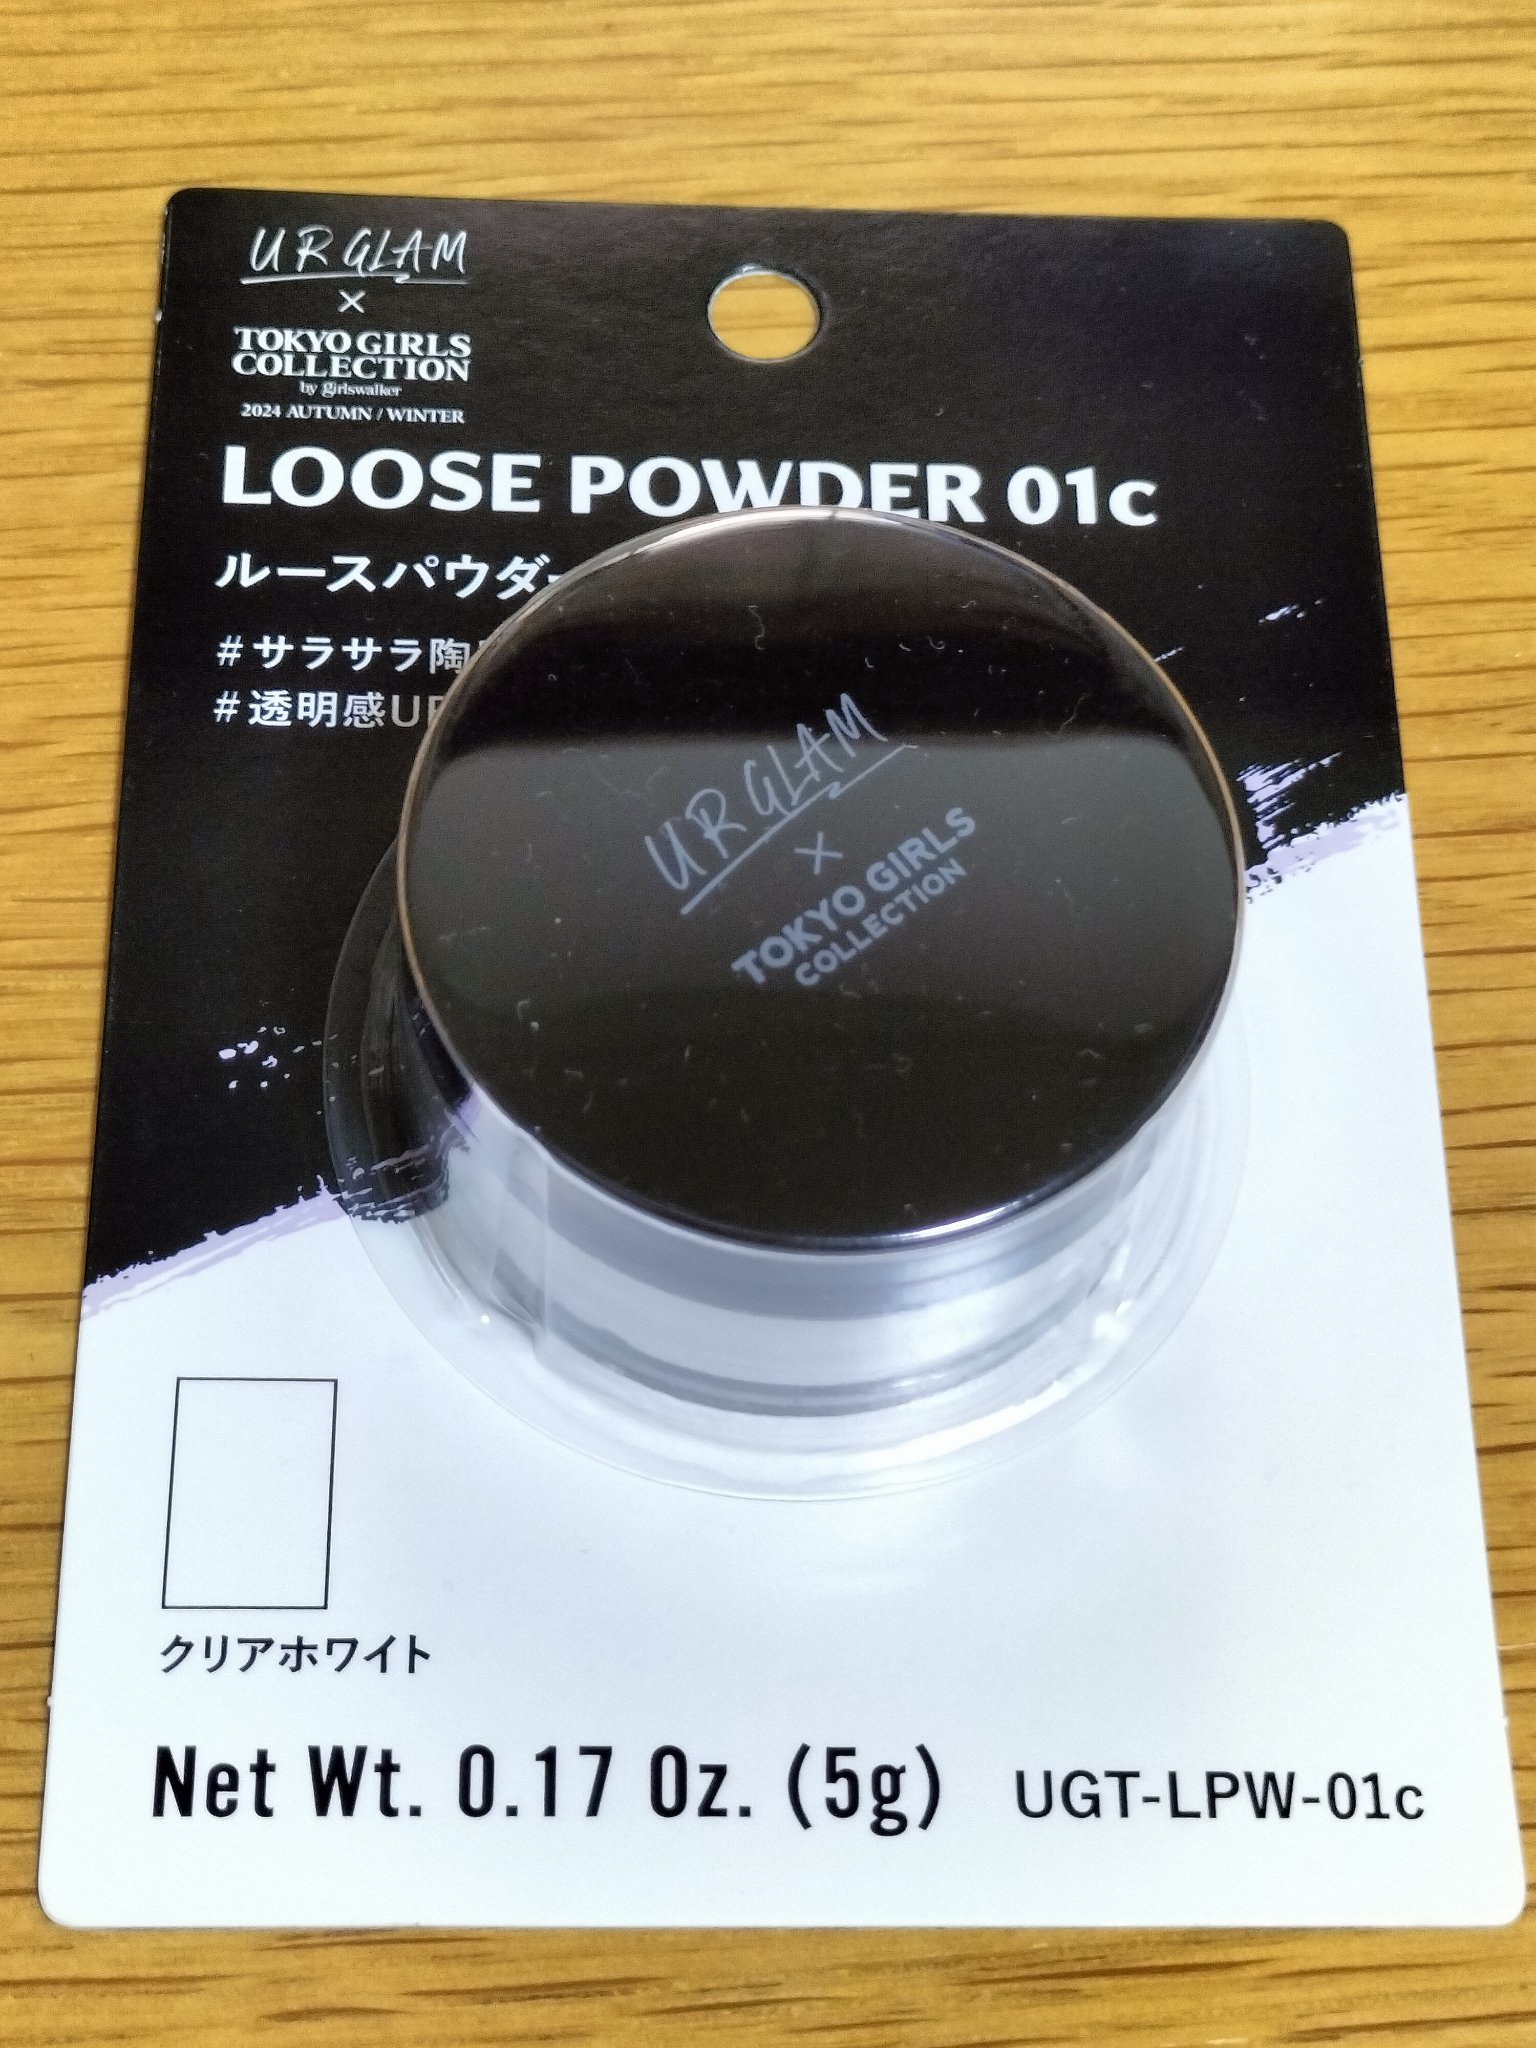 UR GLAM
×
TOKYO GIRLS
COLLECTION
by girlswalker
2024 AUTUMN / WINTER
LOOSE POWDER 01c
ルースパウダー
#サラサラ陶
#透明感U
UR GLAM
×
TOKYO GIRLS
COLLECTION
クリアホワイト
Net Wt. 0.17 Oz. (5g) UGT-LPW-01c